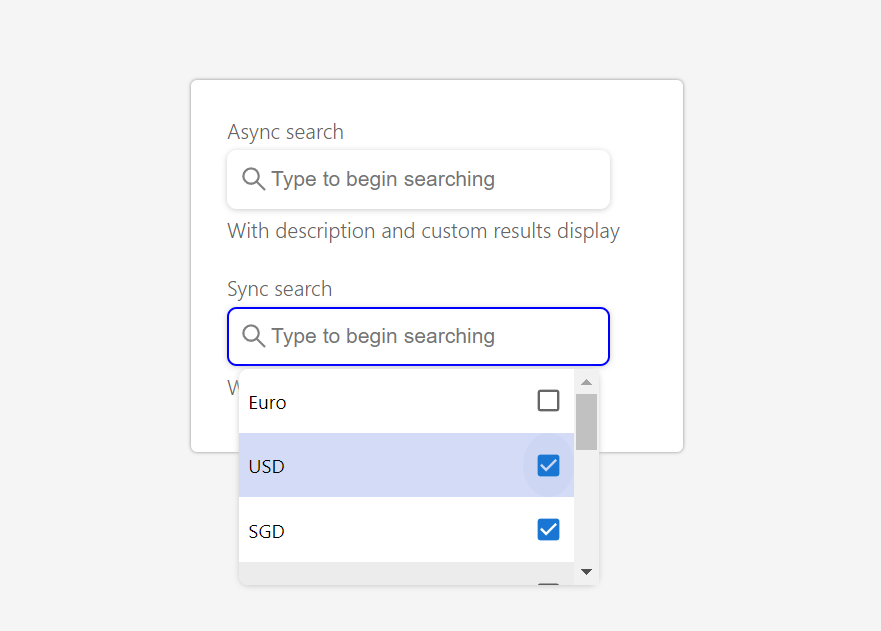 Async search
Type to begin searching
With description and custom results display
Sync search
Type to begin searching
Euro
USD
SGD